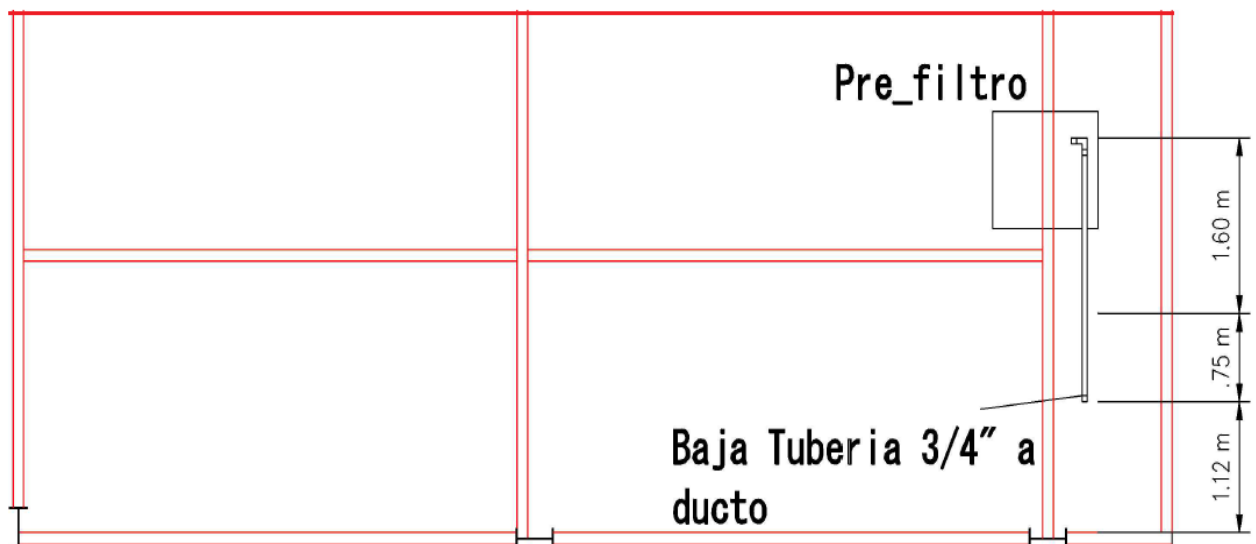 Pre_filtro
1.60 m
.75 m
1.12 m
Baja Tuberia 3/4" a
ducto